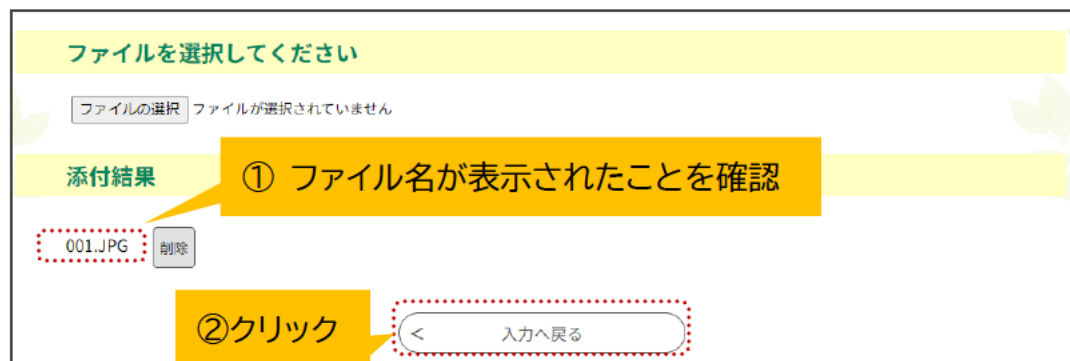 ファイルを選択してください
ファイルの選択 ファイルが選択されていません
添付結果
① ファイル名が表示されたことを確認
001.JPG 削除
②クリック
< 入力へ戻る